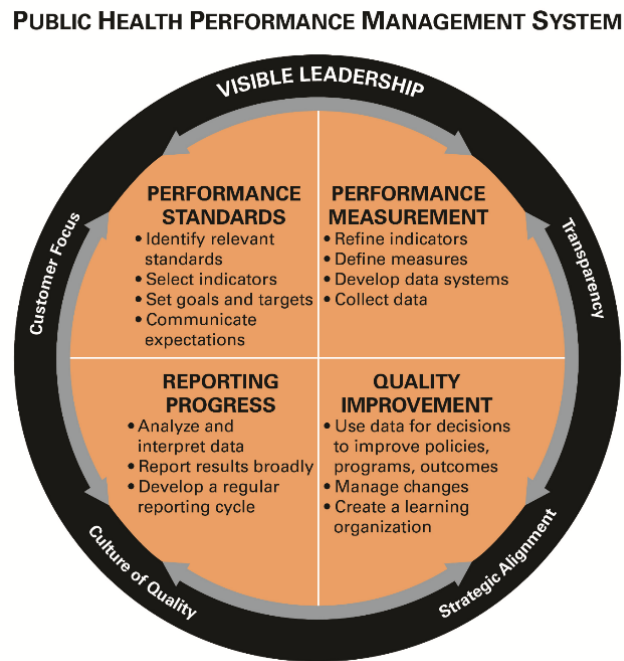 PUBLIC HEALTH PERFORMANCE MANAGEMENT SYSTEM
VISIBLE LEADERSHIP
Customer Focus
Transparency
PERFORMANCE
STANDARDS
• Identify relevant
standards
• Select indicators
• Set goals and targets
• Communicate
expectations
PERFORMANCE
MEASUREMENT
• Refine indicators
• Define measures
• Develop data systems
• Collect data
REPORTING
PROGRESS
• Analyze and
interpret data
• Report results broadly
• Develop a regular
reporting cycle
QUALITY
IMPROVEMENT
• Use data for decisions
to improve policies,
programs, outcomes
• Manage changes
• Create a learning
organization
Culture of Quality
Strategic Alignment